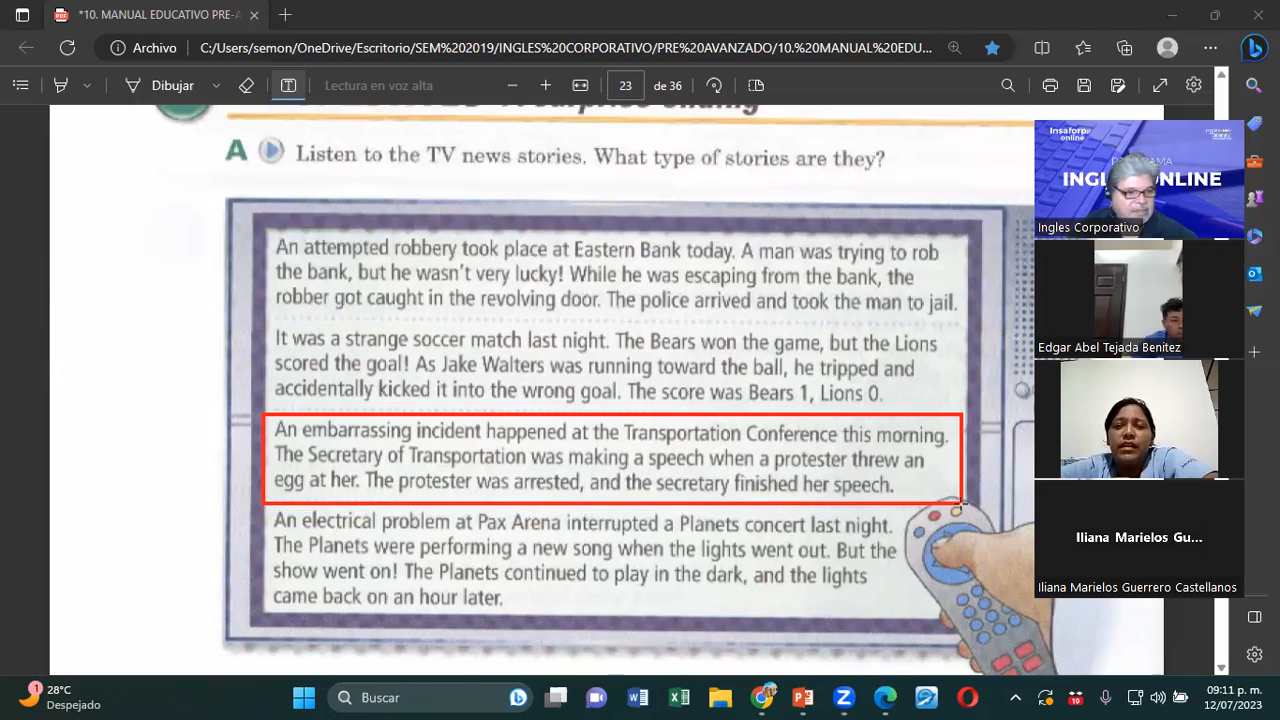 *10. MANUAL EDUCATIVO PRE-A
Archivo
C:/Users/semon/OneDrive/Escritorio/SEM%202019/INGLES%20CORPORATIVO/PRE%20AVANZADO/10.%20MANUAL%20EDU...
Dibujar
Lectura en voz alta
23
de 36
A surprise ending
A Listen to the TV news stories. What type of stories are they?
An attempted robbery took place at Eastern Bank today. A man was trying to rob
the bank, but he wasn't very lucky! While he was escaping from the bank, the
robber got caught in the revolving door. The police arrived and took the man to jail.
It was a strange soccer match last night. The Bears won the game, but the Lions
scored the goal! As Jake Walters was running toward the ball, he tripped and
accidentally kicked it into the wrong goal. The score was Bears 1, Lions 0.
An embarrassing incident happened at the Transportation Conference this morning.
The Secretary of Transportation was making a speech when a protester threw an
egg at her. The protester was arrested, and the secretary finished her speech.
An electrical problem at Pax Arena interrupted a Planets concert last night.
The Planets were performing a new song when the lights went out. But the
show went on! The Planets continued to play in the dark, and the lights
came back on an hour later.
Insaforp
online
INGL ONLINE
Ingles Corporativo
Edgar Abel Tejada Benitez
Iliana Marielos Gu...
Iliana Marielos Guerrero Castellanos
1
28°C
Despejado
Buscar
10
09:11 p. m.
12/07/2023